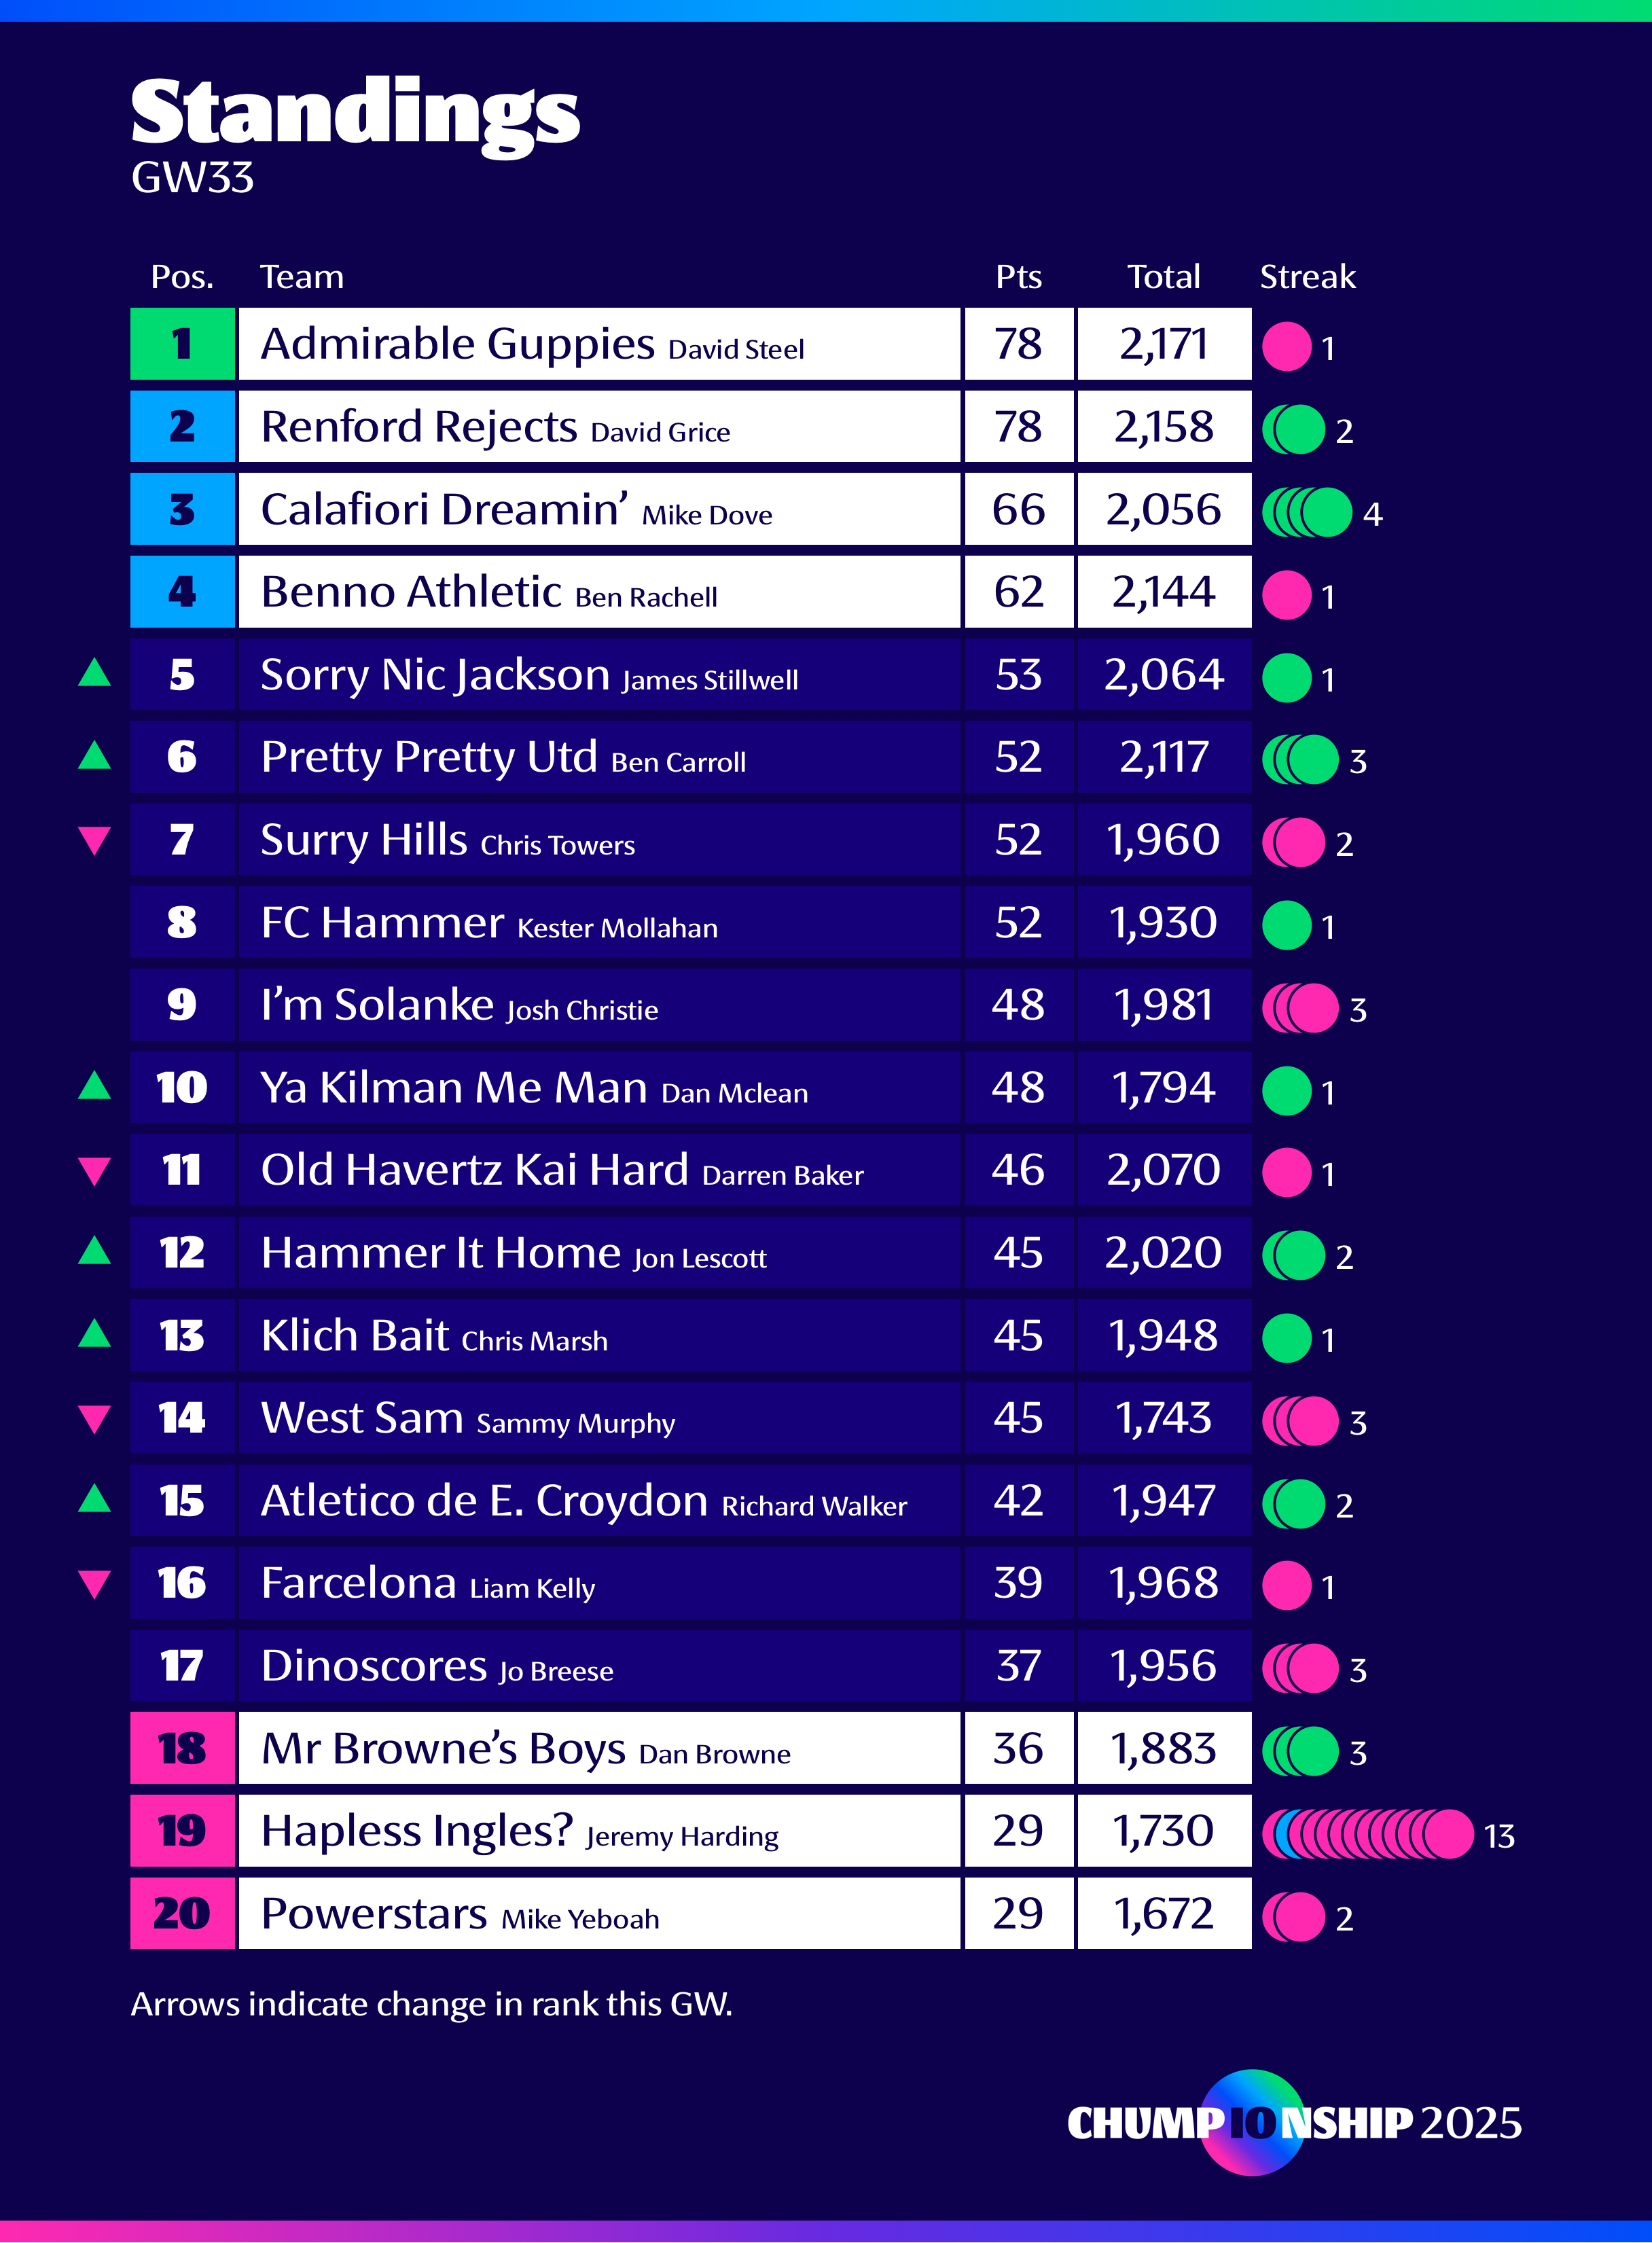 Standings
GW33
Pos. Team Pts Total Streak
1 Admirable Guppies David Steel 78 2,171 1
2 Renford Rejects David Grice 78 2,158 2
3 Calafiori Dreamin’ Mike Dove 66 2,056 4
4 Benno Athletic Ben Rachell 62 2,144 1
5 Sorry Nic Jackson James Stillwell 53 2,064 1
6 Pretty Pretty Utd Ben Carroll 52 2,117 3
7 Surry Hills Chris Towers 52 1,960 2
8 FC Hammer Kester Mollahan 52 1,930 1
9 I’m Solanke Josh Christie 48 1,981 3
10 Ya Kilman Me Man Dan Mclean 48 1,794 1
11 Old Havertz Kai Hard Darren Baker 46 2,070 1
12 Hammer It Home Jon Lescott 45 2,020 2
13 Klich Bait Chris Marsh 45 1,948 1
14 West Sam Sammy Murphy 45 1,743 3
15 Atletico de E. Croydon Richard Walker 42 1,947 2
16 Farcelona Liam Kelly 39 1,968 1
17 Dinoscores Jo Breese 37 1,956 3
18 Mr Browne’s Boys Dan Browne 36 1,883 3
19 Hapless Ingles? Jeremy Harding 29 1,730 13
20 Powerstars Mike Yeboah 29 1,672 2
Arrows indicate change in rank this GW.
CHUMPIONSHIP 2025